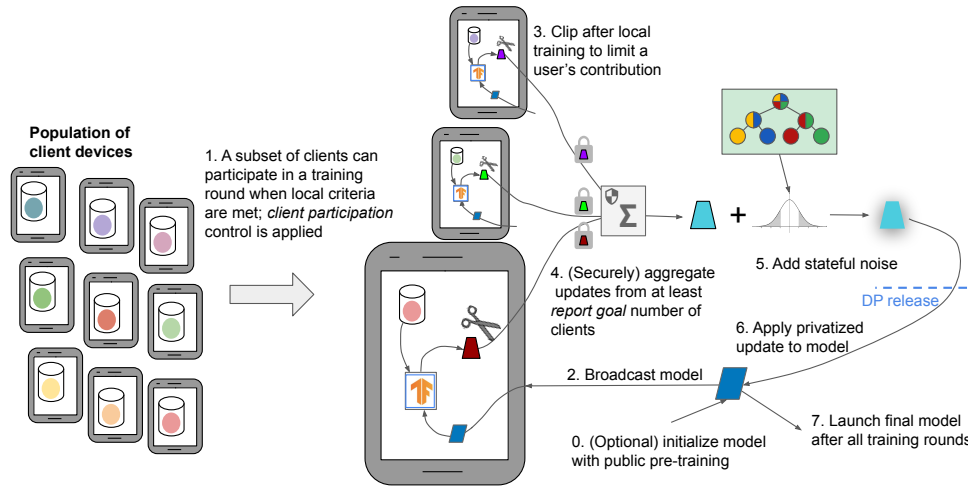 Population of
client devices
1. A subset of clients can
participate in a training
round when local criteria
are met; client participation
control is applied
3. Clip after local
training to limit a
user's contribution
Σ
+
4. (Securely) aggregate
updates from at least
report goal number of
clients
5. Add stateful noise
DP release
6. Apply privatized
update to model
2. Broadcast model
0. (Optional) initialize model
with public pre-training
7. Launch final model
after all training rounds